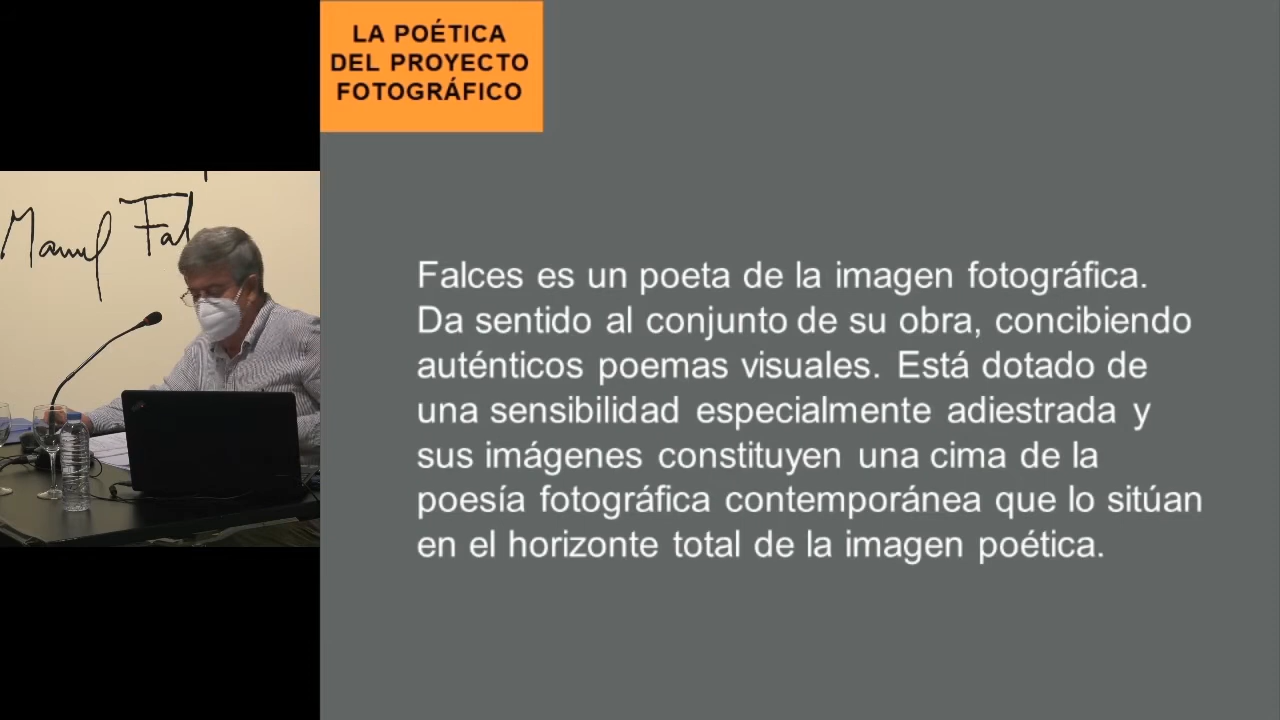 LA POÉTICA
DEL PROYECTO
FOTOGRÁFICO
Manuel Fal
Falces es un poeta de la imagen fotográfica.
Da sentido al conjunto de su obra, concibiendo
auténticos poemas visuales. Está dotado de
una sensibilidad especialmente adiestrada y
sus imágenes constituyen una cima de la
poesía fotográfica contemporánea que lo sitúan
en el horizonte total de la imagen poética.